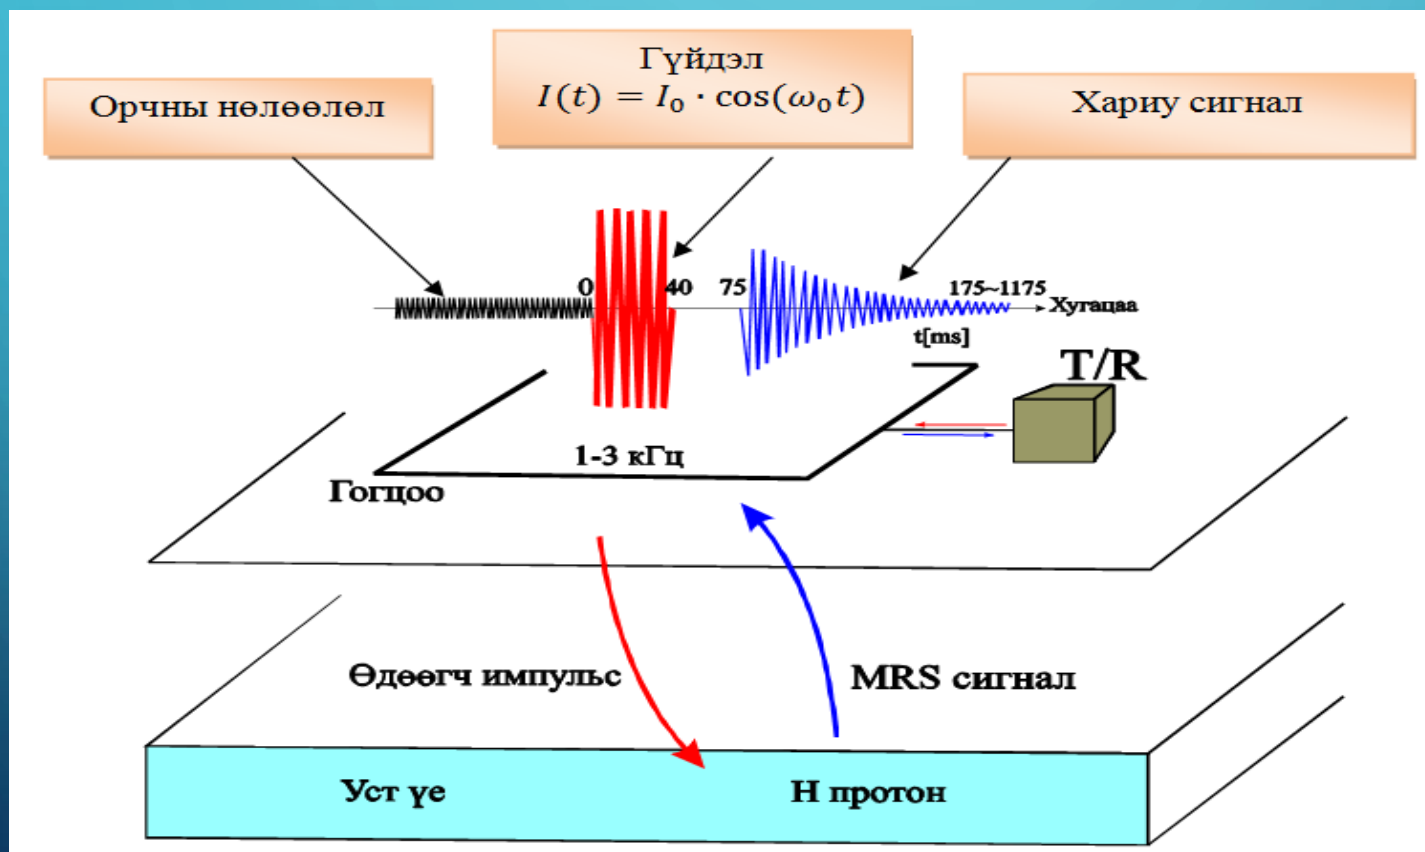 Гүйдэл
I(t) = I₀ · cos(ω₀t)
Орчны нөлөөлөл
Хариу сигнал
0
40
75
175~1175
Хугацаа
t[ms]
T/R
1-3 кГц
Гогцоо
Өдөөгч импульс
MRS сигнал
Уст үе
H протон